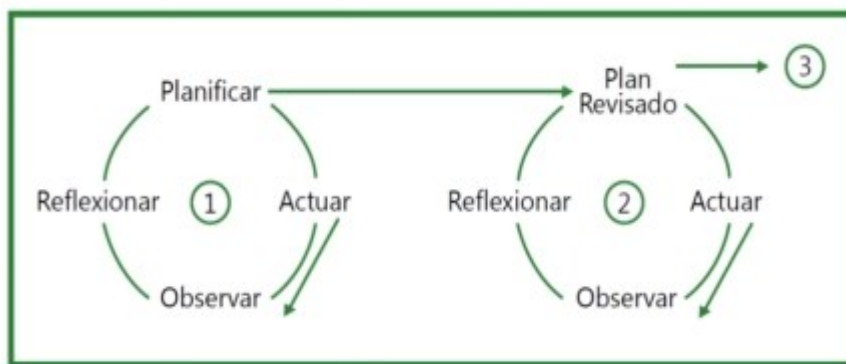 Planificar
Reflexionar
1
Actuar
Observar
Plan
Revisado
3
Reflexionar
2
Actuar
Observar